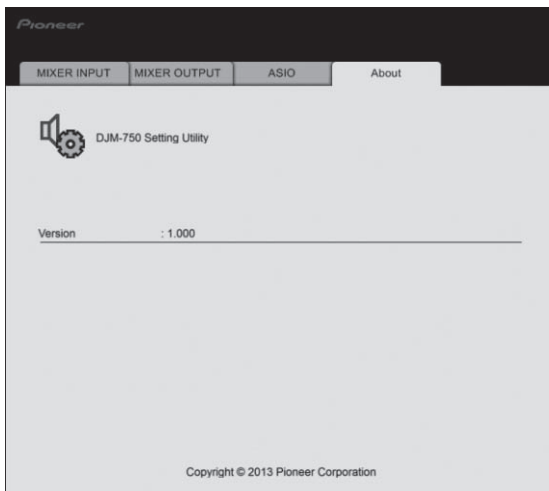 Pioneer
MIXER INPUT MIXER OUTPUT ASIO About
DJM-750 Setting Utility
Version : 1.000
Copyright © 2013 Pioneer Corporation